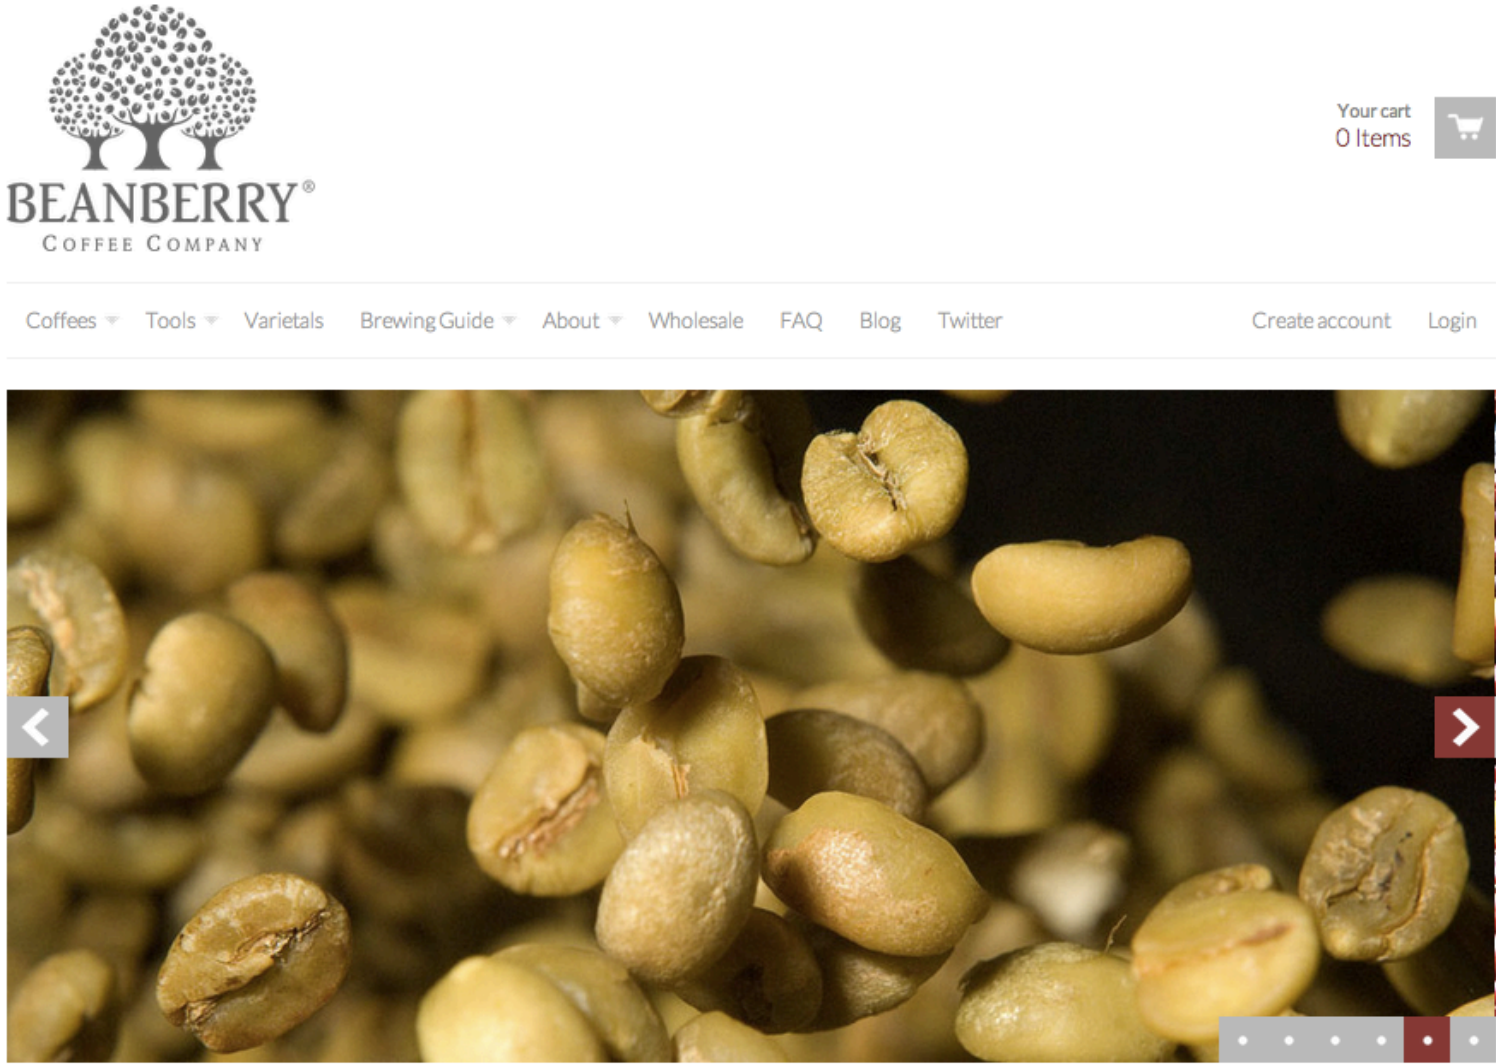 BEANBERRY®
COFFEE COMPANY
Your cart
0 Items
Coffees Tools Varietals Brewing Guide About Wholesale FAQ Blog Twitter Create account Login